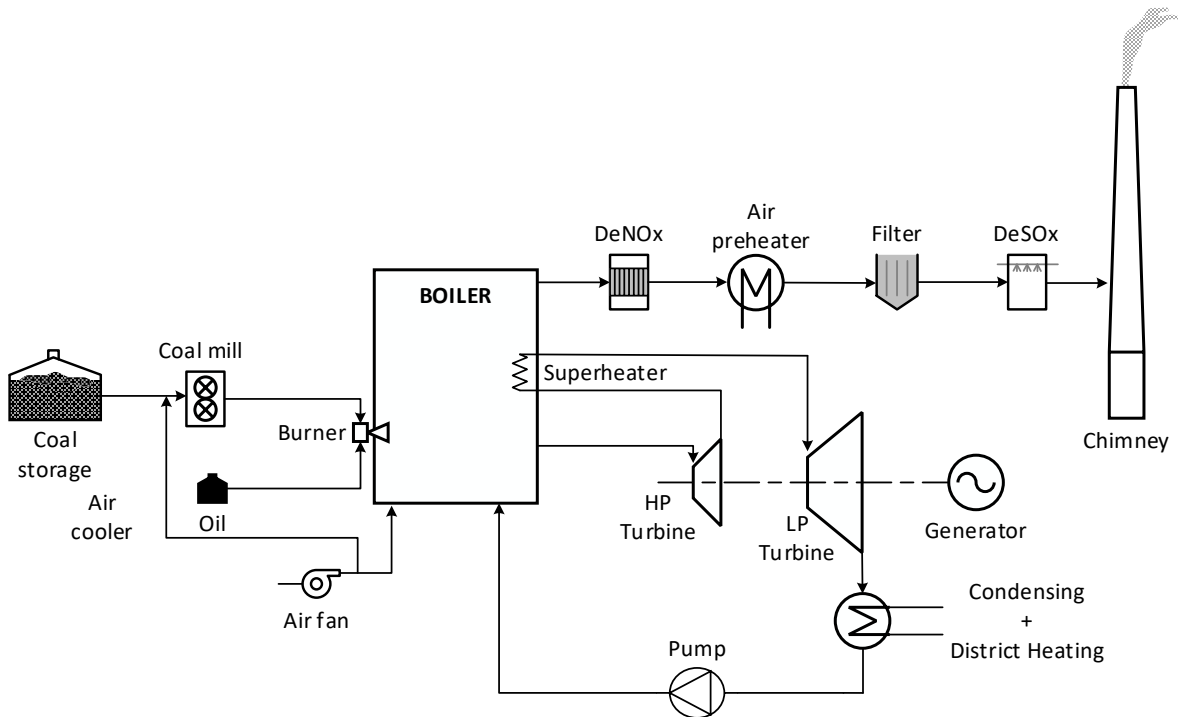 DeNOx
Air
preheater
Filter
DeSOx
BOILER
Coal mill
Superheater
Burner
Coal
storage
Chimney
Air
cooler
Oil
HP
Turbine
LP
Turbine
Generator
Air fan
Condensing
+
District Heating
Pump